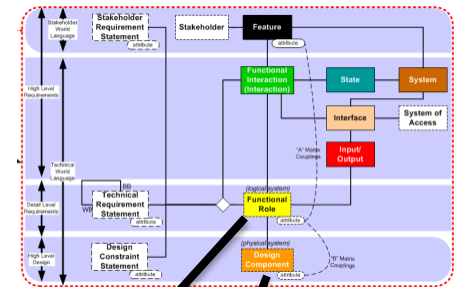 Stakeholder
World
Language
Stakeholder
Requirement
Statement
attribute
Stakeholder
Feature
attribute
High Level
Requirements
Functional
Interaction
(Interaction)
State
System
Interface
System of
Access
"A" Matrix
Couplings
Input/
Output
Technical
World
Language
BB
WB
Detail Level
Requirements
Technical
Requirement
Statement
attribute
(logical system)
Functional
Role
attribute
High Level
Design
Design
Constraint
Statement
attribute
(physical system)
Design
Component
attribute
"B" Matrix
Couplings